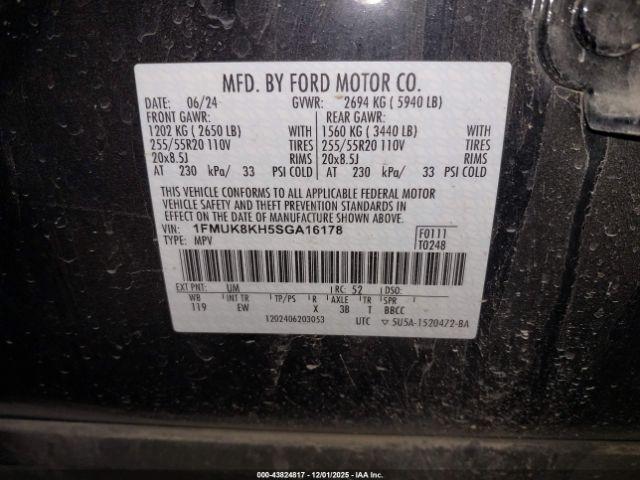 MFD. BY FORD MOTOR CO.
DATE: 06/24 GVWR: 2694 KG ( 5940 LB)
FRONT GAWR: REAR GAWR:
1202 KG ( 2650 LB) WITH 1560 KG ( 3440 LB) WITH
255/55R20 110V TIRES 255/55R20 110V TIRES
20x8.5J RIMS 20x8.5J RIMS
AT 230 kPa/ 33 PSI COLD AT 230 kPa/ 33 PSI COLD
THIS VEHICLE CONFORMS TO ALL APPLICABLE FEDERAL MOTOR
VEHICLE SAFETY AND THEFT PREVENTION STANDARDS IN
EFFECT ON THE DATE OF MANUFACTURE SHOWN ABOVE.
VIN: 1FMUK8KH5SGA16178 F0111
TYPE: MPV T0248
EXT PNT: UM RC: 52 DSO:
WB INT TR TP/PS R AXLE TR SPR
119 EW X 3B T BBCC
1202406203053 UTC ▽ 5U5A-1520472-BA
000-43824817 - 12/01/2025 - IAA Inc.